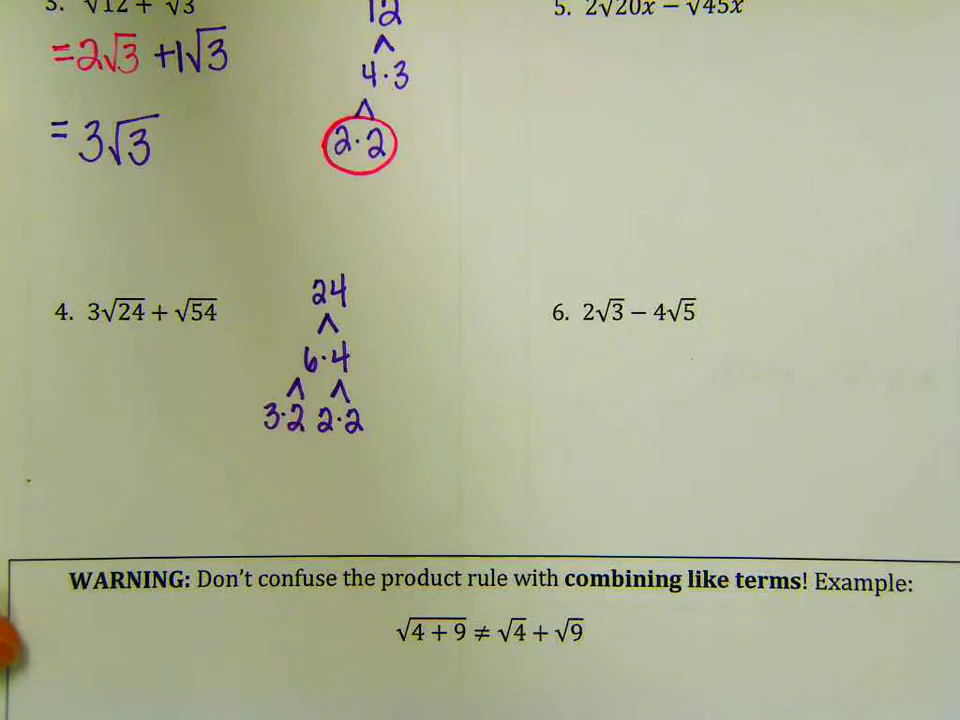 3. √12 + √3
= 2√3 + 1√3
= 3√3
12
^
4·3
^
2·2
4. 3√24 + √54
24
^
6·4
^ ^
3·2 2·2
5. 2√20x − √45x
6. 2√3 − 4√5
WARNING: Don't confuse the product rule with combining like terms! Example:
√4 + 9 ≠ √4 + √9